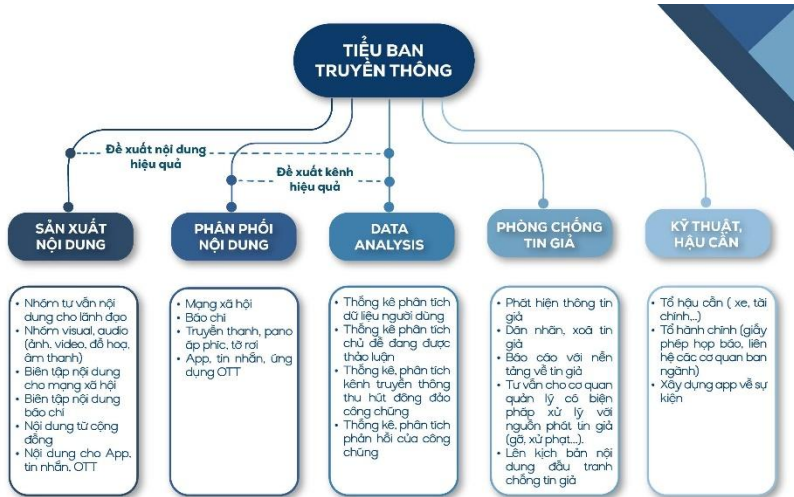 TIỂU BAN
TRUYỀN THÔNG
Đề xuất nội dung
hiệu quả
Đề xuất kênh
hiệu quả
SẢN XUẤT
NỘI DUNG
• Nhóm tư vấn nội
dung cho lãnh đạo
• Nhóm visual, audio
(ảnh, video, đồ hoạ,
âm thanh)
• Biên tập nội dung
cho mạng xã hội
• Biên tập nội dung
báo chí
• Nội dung từ cộng
đồng
• Nội dung cho App,
tin nhắn, OTT
PHÂN PHỐI
NỘI DUNG
• Mạng xã hội
• Báo chí
• Truyền thanh, pano
áp phic, tờ rơi
• App, tin nhắn, ứng
dụng OTT
DATA
ANALYSIS
• Thống kê phân tích
dữ liệu người dùng
• Thống kê phân tích
chủ đề đang được
thảo luận
• Thống kê, phân tích
kênh truyền thông
thu hút đông đảo
công chúng
• Thống kê, phân tích
phản hồi của công
chúng
PHÒNG CHỐNG
TIN GIẢ
• Phát hiện thông tin
giả
• Dãn nhãn, xoá tin
giả
• Báo cáo với nền
tảng về tin giả
• Tư vấn cho cơ quan
quản lý có biện
pháp xử lý với
nguồn phát tin giả
(gỡ, xử phạt...).
• Lên kịch bản nội
dung đấu tranh
chống tin giả
KỸ THUẬT,
HẬU CẦN
• Tổ hậu cần ( xe, tài
chính,..)
• Tổ hành chính (giấy
phép họp báo, liên
hệ các cơ quan ban
ngành)
• Xây dựng app về sự
kiện